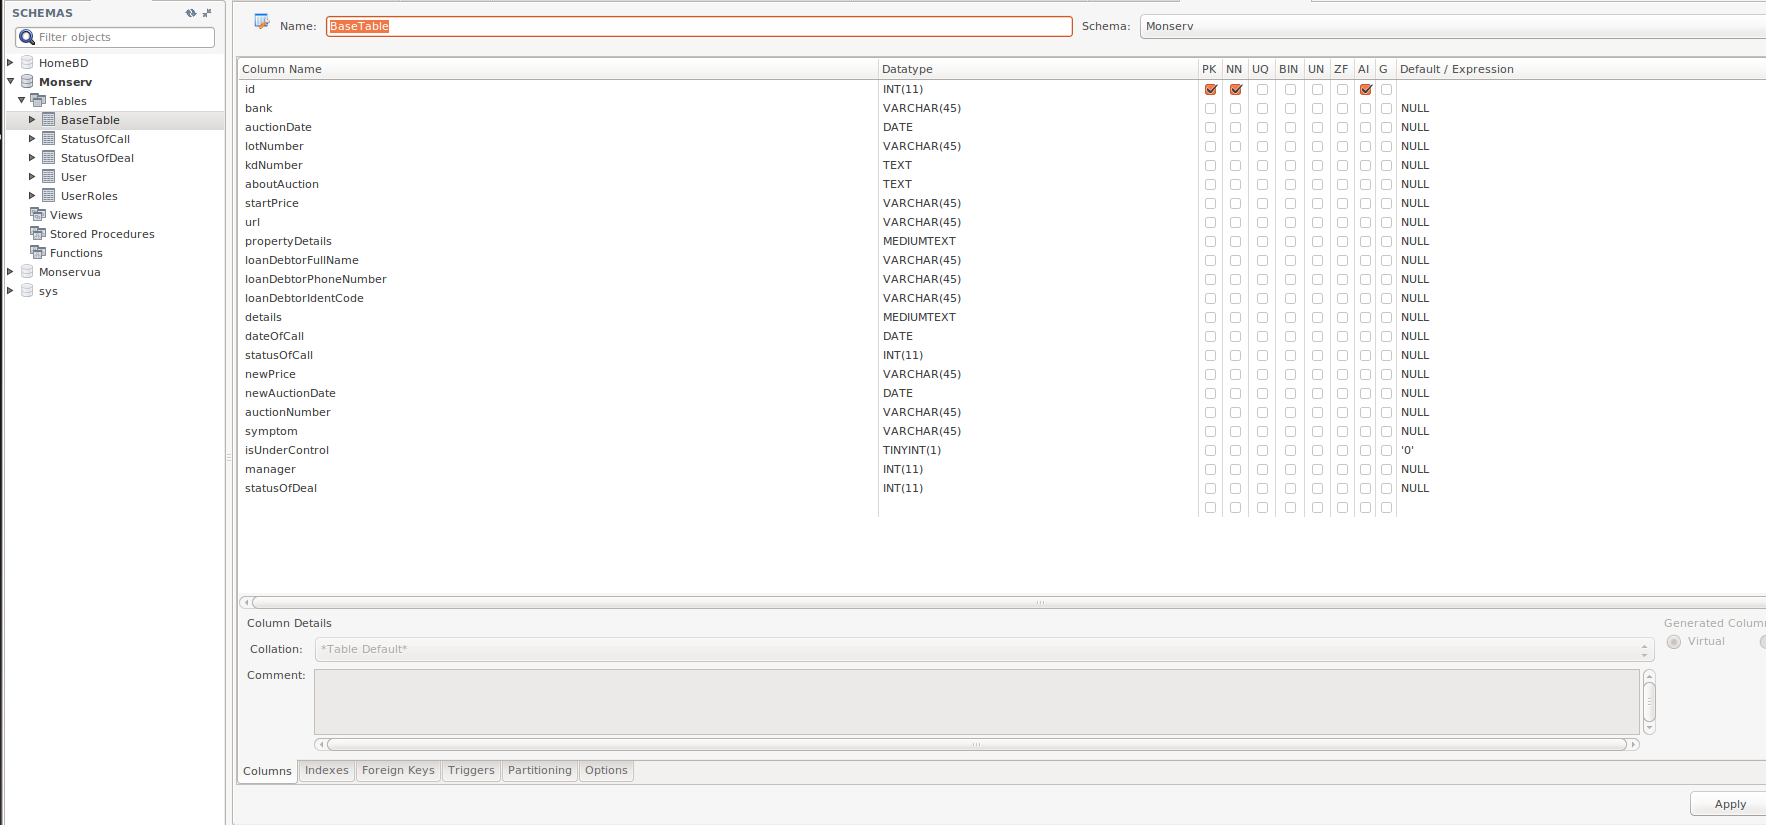 SCHEMAS
Filter objects
HomeBD
Monserv
Tables
BaseTable
StatusOfCall
StatusOfDeal
User
UserRoles
Views
Stored Procedures
Functions
Monservua
sys
Name: BaseTable Schema: Monserv
Column Name Datatype PK NN UQ BIN UN ZF AI G Default / Expression
id INT(11)
bank VARCHAR(45) NULL
auctionDate DATE NULL
lotNumber VARCHAR(45) NULL
kdNumber TEXT NULL
aboutAuction TEXT NULL
startPrice VARCHAR(45) NULL
url VARCHAR(45) NULL
propertyDetails MEDIUMTEXT NULL
loanDebtorFullName VARCHAR(45) NULL
loanDebtorPhoneNumber VARCHAR(45) NULL
loanDebtorIdentCode VARCHAR(45) NULL
details MEDIUMTEXT NULL
dateOfCall DATE NULL
statusOfCall INT(11) NULL
newPrice VARCHAR(45) NULL
newAuctionDate DATE NULL
auctionNumber VARCHAR(45) NULL
symptom VARCHAR(45) NULL
isUnderControl TINYINT(1) '0'
manager INT(11) NULL
statusOfDeal INT(11) NULL
Column Details Generated Colum
Collation: *Table Default* Virtual
Comment:
Columns Indexes Foreign Keys Triggers Partitioning Options
Apply